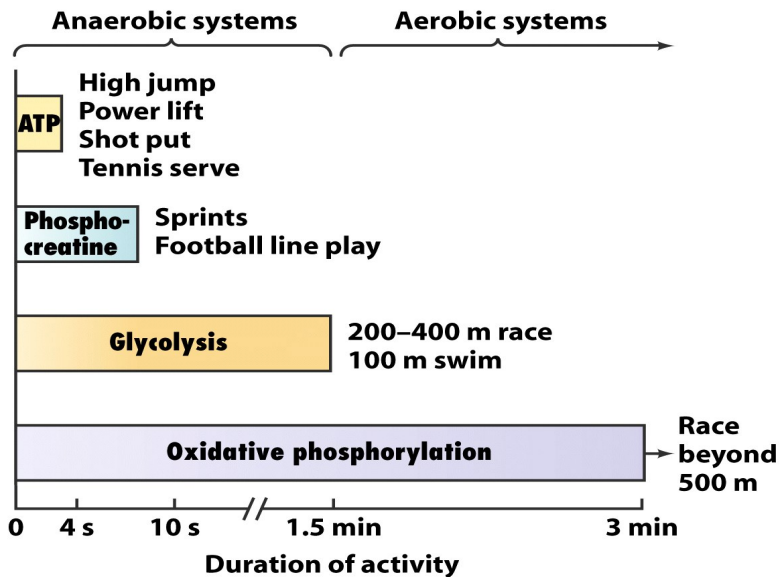 Anaerobic systems
Aerobic systems
ATP
High jump
Power lift
Shot put
Tennis serve
Phospho-
creatine
Sprints
Football line play
Glycolysis
200–400 m race
100 m swim
Oxidative phosphorylation
Race
beyond
500 m
0 4 s 10 s 1.5 min 3 min
Duration of activity